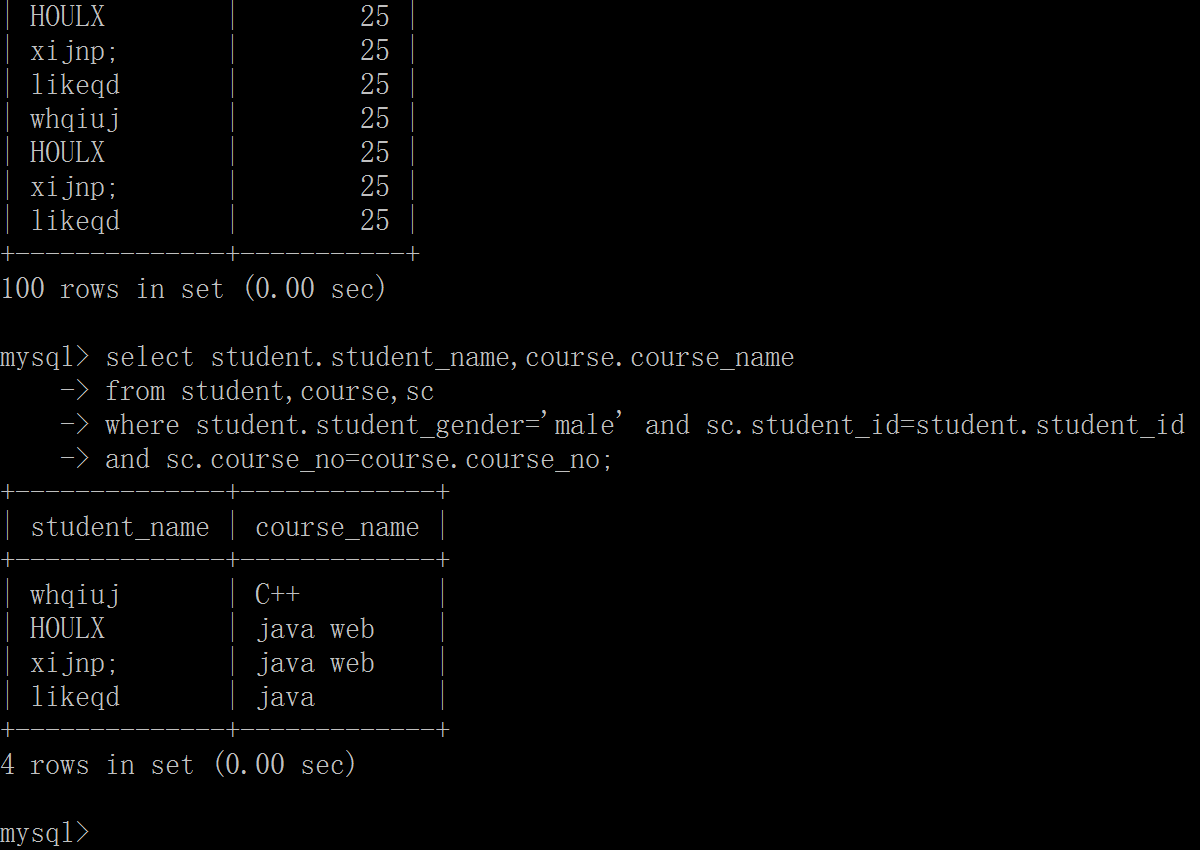 | HOULX        |        25 |
| xijnp;       |        25 |
| likeqd       |        25 |
| whqiuj       |        25 |
| HOULX        |        25 |
| xijnp;       |        25 |
| likeqd       |        25 |
+--------------+-----------+
100 rows in set (0.00 sec)
mysql> select student.student_name,course.course_name
    -> from student,course,sc
    -> where student.student_gender='male' and sc.student_id=student.student_id
    -> and sc.course_no=course.course_no;
+--------------+-------------+
| student_name | course_name |
+--------------+-------------+
| whqiuj       | C++         |
| HOULX        | java web    |
| xijnp;       | java web    |
| likeqd       | java        |
+--------------+-------------+
4 rows in set (0.00 sec)
mysql>